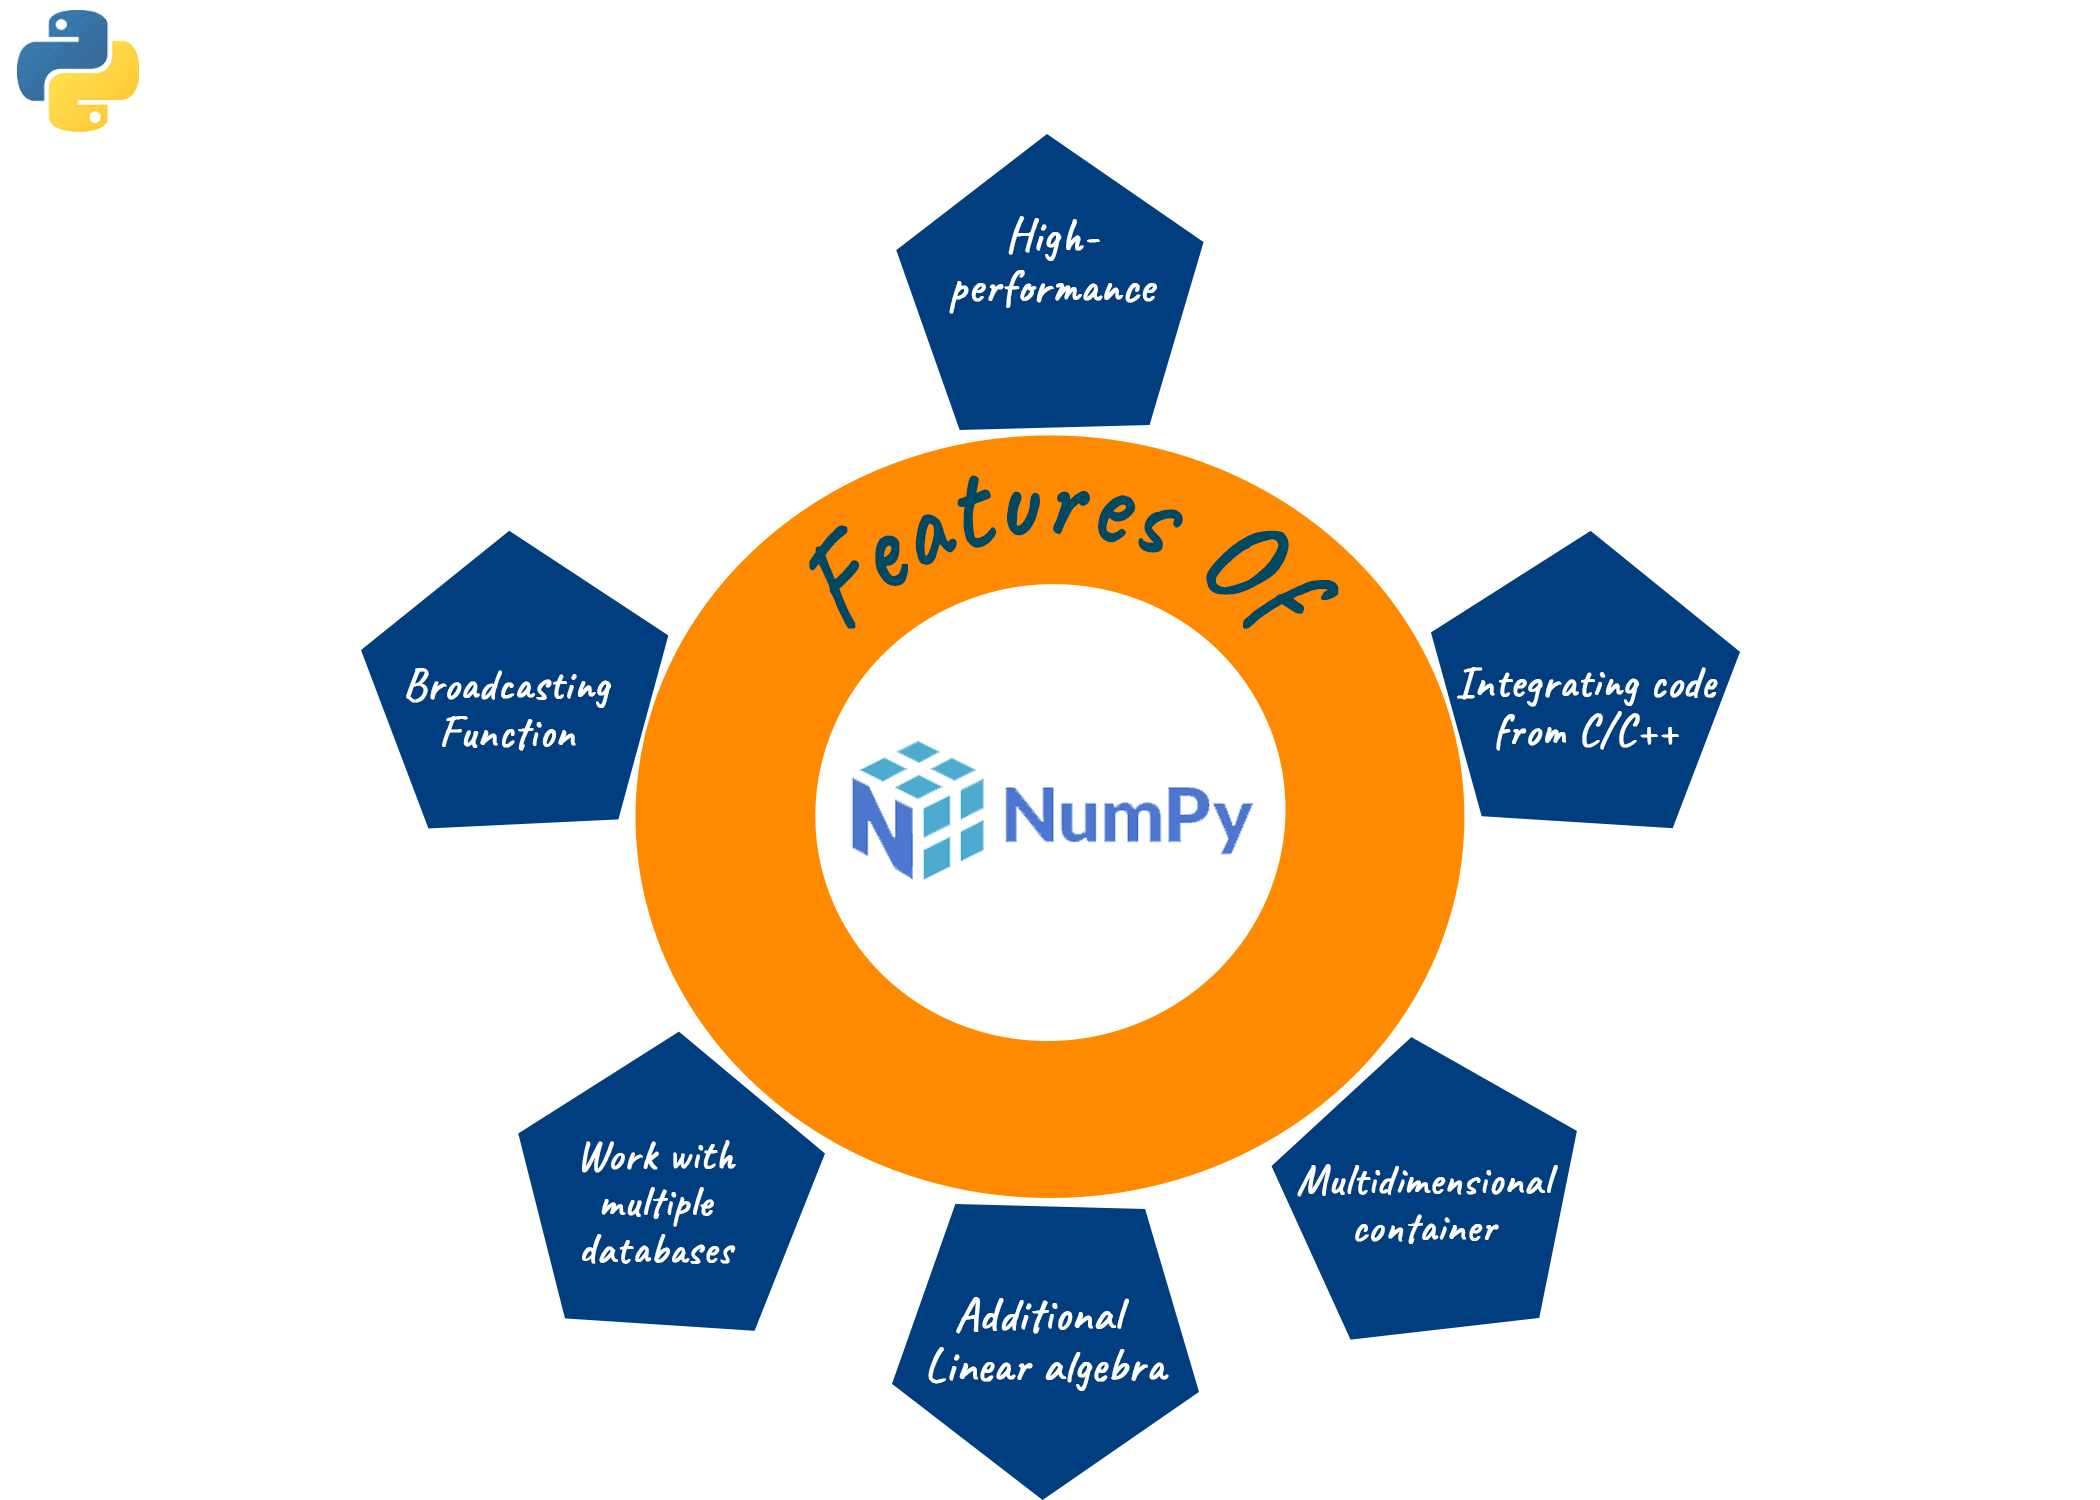 High-
performance
Features Of
Broadcasting
Function
Integrating code
from C/C++
NumPy
Work with
multiple
databases
Multidimensional
container
Additional
Linear algebra